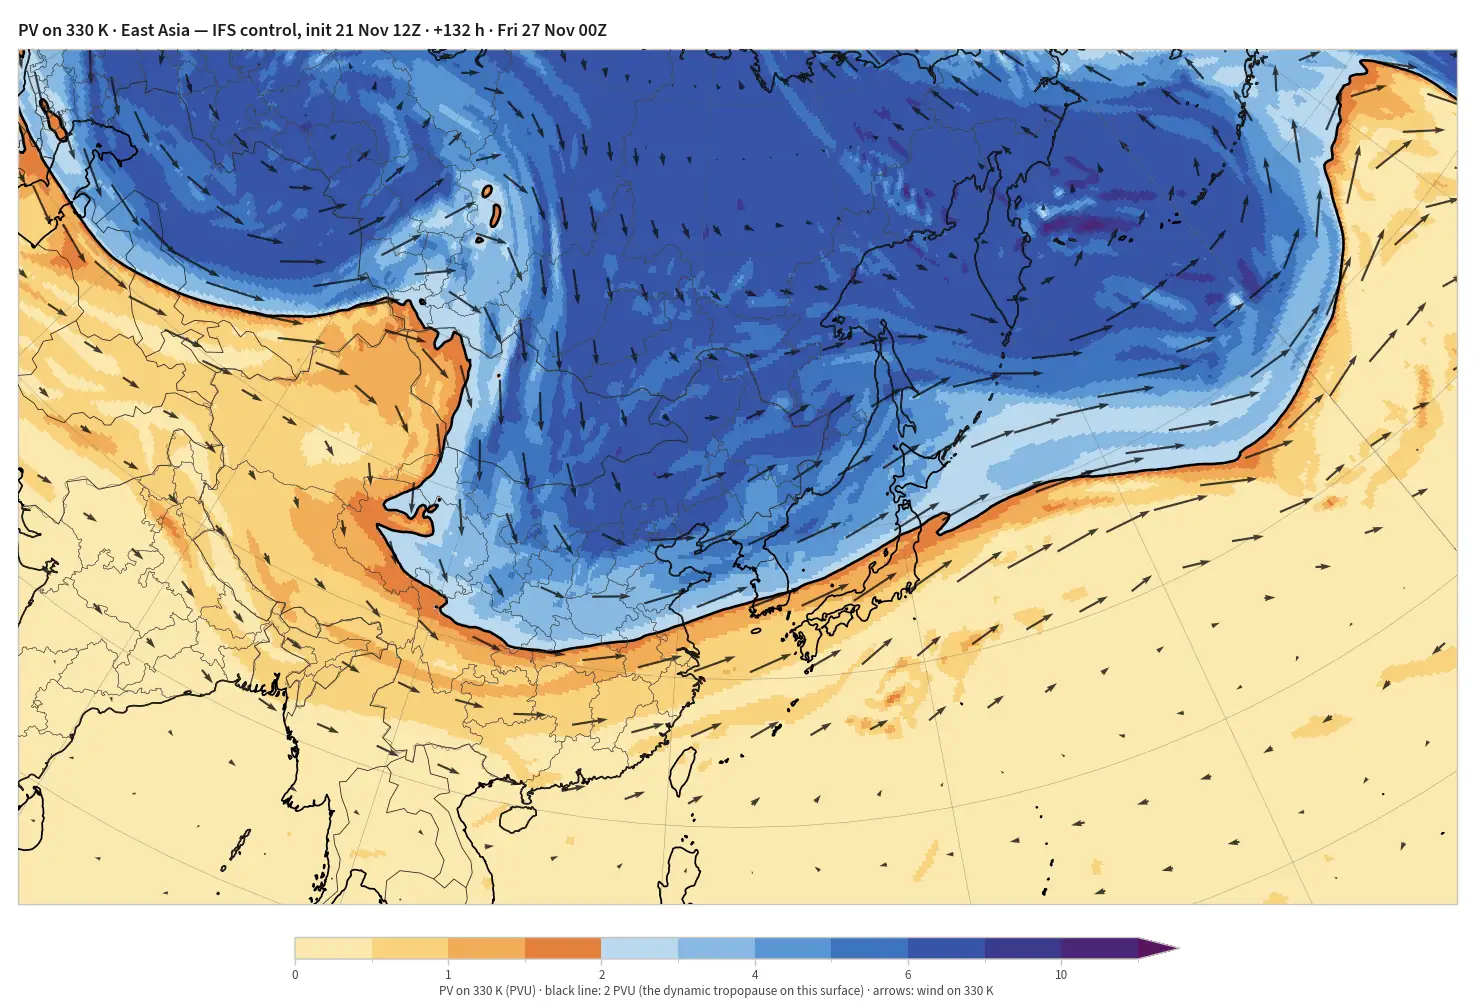 PV on 330 K · East Asia — IFS control, init 21 Nov 12Z · +132 h · Fri 27 Nov 00Z
0 1 2 4 6 10
PV on 330 K (PVU) · black line: 2 PVU (the dynamic tropopause on this surface) · arrows: wind on 330 K